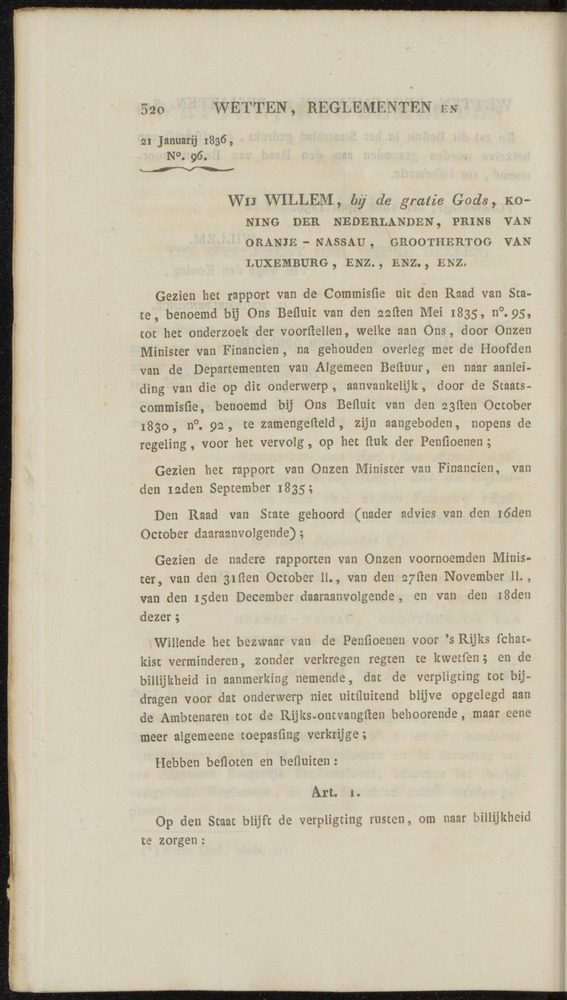 320 WETTEN, REGLEMENTEN EN
21 Januarij 1836,
Nº. 96.
WIJ WILLEM, bij de gratie Gods, KO-
NING DER NEDERLANDEN, PRINS VAN
ORANJE - NASSAU, GROOTHERTOG VAN
LUXEMBURG, ENZ., ENZ., ENZ.
Gezien het rapport van de Commisſie uit den Raad van Sta-
te, benoemd bij Ons Beſluit van den 22ſten Mei 1835, nº. 95,
tot het onderzoek der voorſtellen, welke aan Ons, door Onzen
Minister van Financien, na gehouden overleg met de Hoofden
van de Departementen van Algemeen Beſtuur, en naar aanlei-
ding van die op dit onderwerp, aanvankelijk, door de Staats-
commisſie, benoemd bij Ons Beſluit van den 23ſten October
1830, nº. 92, te zamengeſteld, zijn aangeboden, nopens de
regeling, voor het vervolg, op het ſtuk der Penſioenen;
Gezien het rapport van Onzen Minister van Financien, van
den 12den September 1835;
Den Raad van State gehoord (nader advies van den 16den
October daaraanvolgende);
Gezien de nadere rapporten van Onzen voornoemden Minis-
ter, van den 31ſten October ll., van den 27ſten November ll.,
van den 15den December daaraanvolgende, en van den 18den
dezer;
Willende het bezwaar van de Penſioenen voor 's Rijks ſchat-
kist verminderen, zonder verkregen regten te kwetſen; en de
billijkheid in aanmerking nemende, dat de verpligting tot bij-
dragen voor dat onderwerp niet uitſluitend blijve opgelegd aan
de Ambtenaren tot de Rijks-ontvangſten behoorende, maar eene
meer algemeene toepasſing verkrijge;
Hebben beſloten en beſluiten:
Art. 1.
Op den Staat blijft de verpligting rusten, om naar billijkheid
te zorgen: